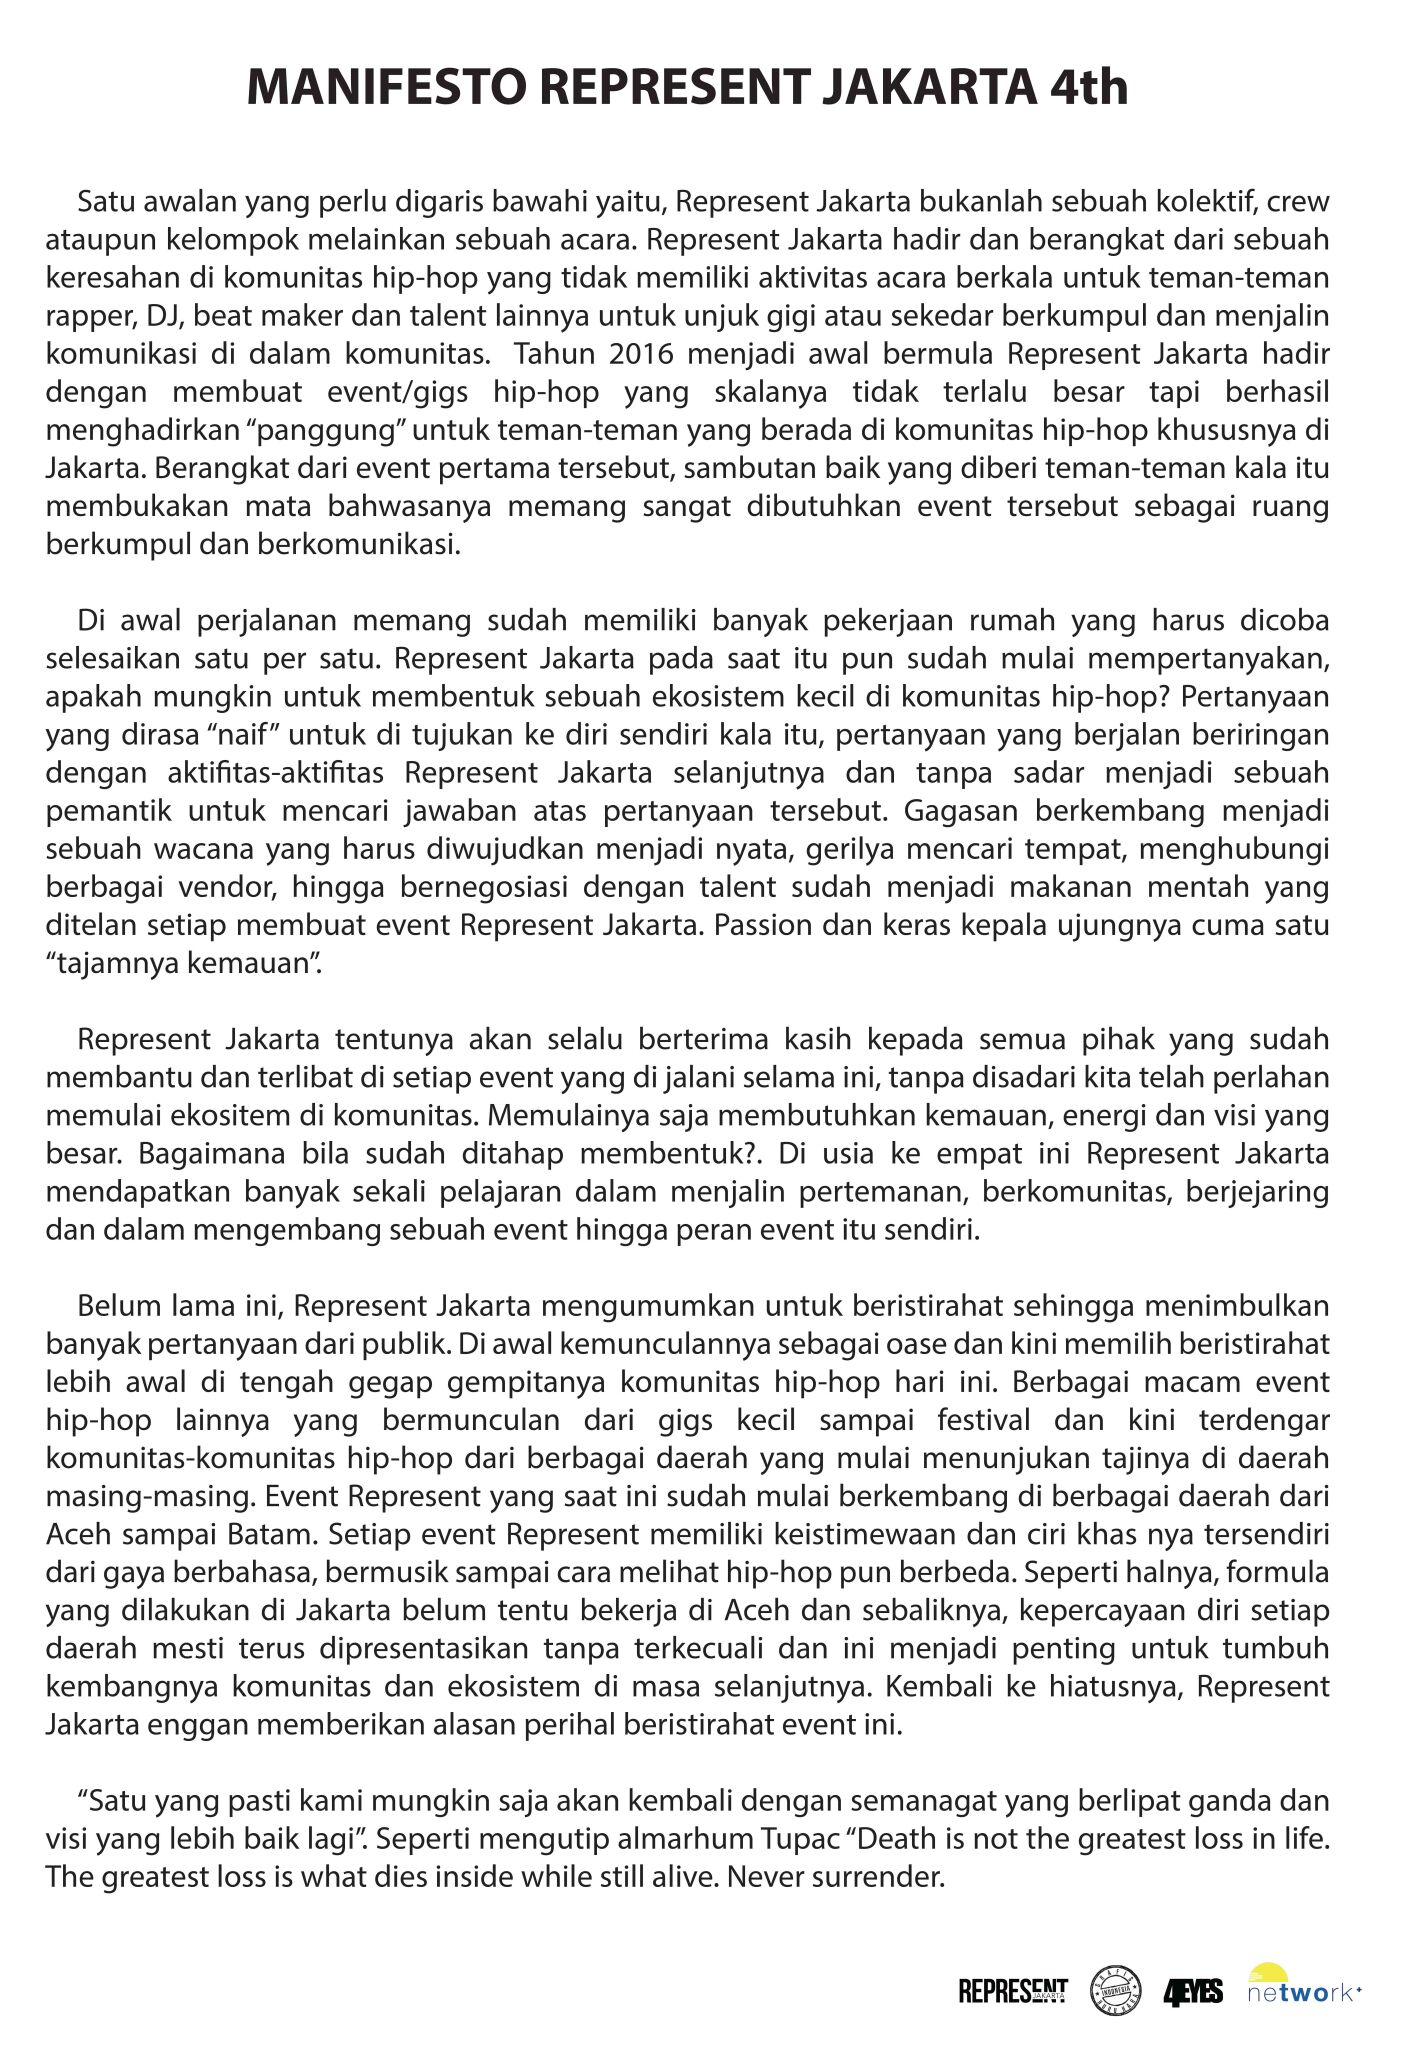 MANIFESTO REPRESENT JAKARTA 4th
Satu awalan yang perlu digaris bawahi yaitu, Represent Jakarta bukanlah sebuah kolektif, crew
ataupun kelompok melainkan sebuah acara. Represent Jakarta hadir dan berangkat dari sebuah
keresahan di komunitas hip-hop yang tidak memiliki aktivitas acara berkala untuk teman-teman
rapper, DJ, beat maker dan talent lainnya untuk unjuk gigi atau sekedar berkumpul dan menjalin
komunikasi di dalam komunitas.  Tahun 2016 menjadi awal bermula Represent Jakarta hadir
dengan membuat event/gigs hip-hop yang skalanya tidak terlalu besar tapi berhasil
menghadirkan “panggung” untuk teman-teman yang berada di komunitas hip-hop khususnya di
Jakarta. Berangkat dari event pertama tersebut, sambutan baik yang diberi teman-teman kala itu
membukakan mata bahwasanya memang sangat dibutuhkan event tersebut sebagai ruang
berkumpul dan berkomunikasi.
Di awal perjalanan memang sudah memiliki banyak pekerjaan rumah yang harus dicoba
selesaikan satu per satu. Represent Jakarta pada saat itu pun sudah mulai mempertanyakan,
apakah mungkin untuk membentuk sebuah ekosistem kecil di komunitas hip-hop? Pertanyaan
yang dirasa “naif” untuk di tujukan ke diri sendiri kala itu, pertanyaan yang berjalan beriringan
dengan aktifitas-aktifitas Represent Jakarta selanjutnya dan tanpa sadar menjadi sebuah
pemantik untuk mencari jawaban atas pertanyaan tersebut. Gagasan berkembang menjadi
sebuah wacana yang harus diwujudkan menjadi nyata, gerilya mencari tempat, menghubungi
berbagai vendor, hingga bernegosiasi dengan talent sudah menjadi makanan mentah yang
ditelan setiap membuat event Represent Jakarta. Passion dan keras kepala ujungnya cuma satu
“tajamnya kemauan”.
Represent Jakarta tentunya akan selalu berterima kasih kepada semua pihak yang sudah
membantu dan terlibat di setiap event yang di jalani selama ini, tanpa disadari kita telah perlahan
memulai ekositem di komunitas. Memulainya saja membutuhkan kemauan, energi dan visi yang
besar. Bagaimana bila sudah ditahap membentuk?. Di usia ke empat ini Represent Jakarta
mendapatkan banyak sekali pelajaran dalam menjalin pertemanan, berkomunitas, berjejaring
dan dalam mengembang sebuah event hingga peran event itu sendiri.
Belum lama ini, Represent Jakarta mengumumkan untuk beristirahat sehingga menimbulkan
banyak pertanyaan dari publik. Di awal kemunculannya sebagai oase dan kini memilih beristirahat
lebih awal di tengah gegap gempitanya komunitas hip-hop hari ini. Berbagai macam event
hip-hop lainnya yang bermunculan dari gigs kecil sampai festival dan kini terdengar
komunitas-komunitas hip-hop dari berbagai daerah yang mulai menunjukan tajinya di daerah
masing-masing. Event Represent yang saat ini sudah mulai berkembang di berbagai daerah dari
Aceh sampai Batam. Setiap event Represent memiliki keistimewaan dan ciri khas nya tersendiri
dari gaya berbahasa, bermusik sampai cara melihat hip-hop pun berbeda. Seperti halnya, formula
yang dilakukan di Jakarta belum tentu bekerja di Aceh dan sebaliknya, kepercayaan diri setiap
daerah mesti terus dipresentasikan tanpa terkecuali dan ini menjadi penting untuk tumbuh
kembangnya komunitas dan ekosistem di masa selanjutnya. Kembali ke hiatusnya, Represent
Jakarta enggan memberikan alasan perihal beristirahat event ini.
“Satu yang pasti kami mungkin saja akan kembali dengan semanagat yang berlipat ganda dan
visi yang lebih baik lagi”. Seperti mengutip almarhum Tupac “Death is not the greatest loss in life.
The greatest loss is what dies inside while still alive. Never surrender.
REPRESENT JAKARTA
GRAFIS HURU HARA INDONESIA
4EYES
network+